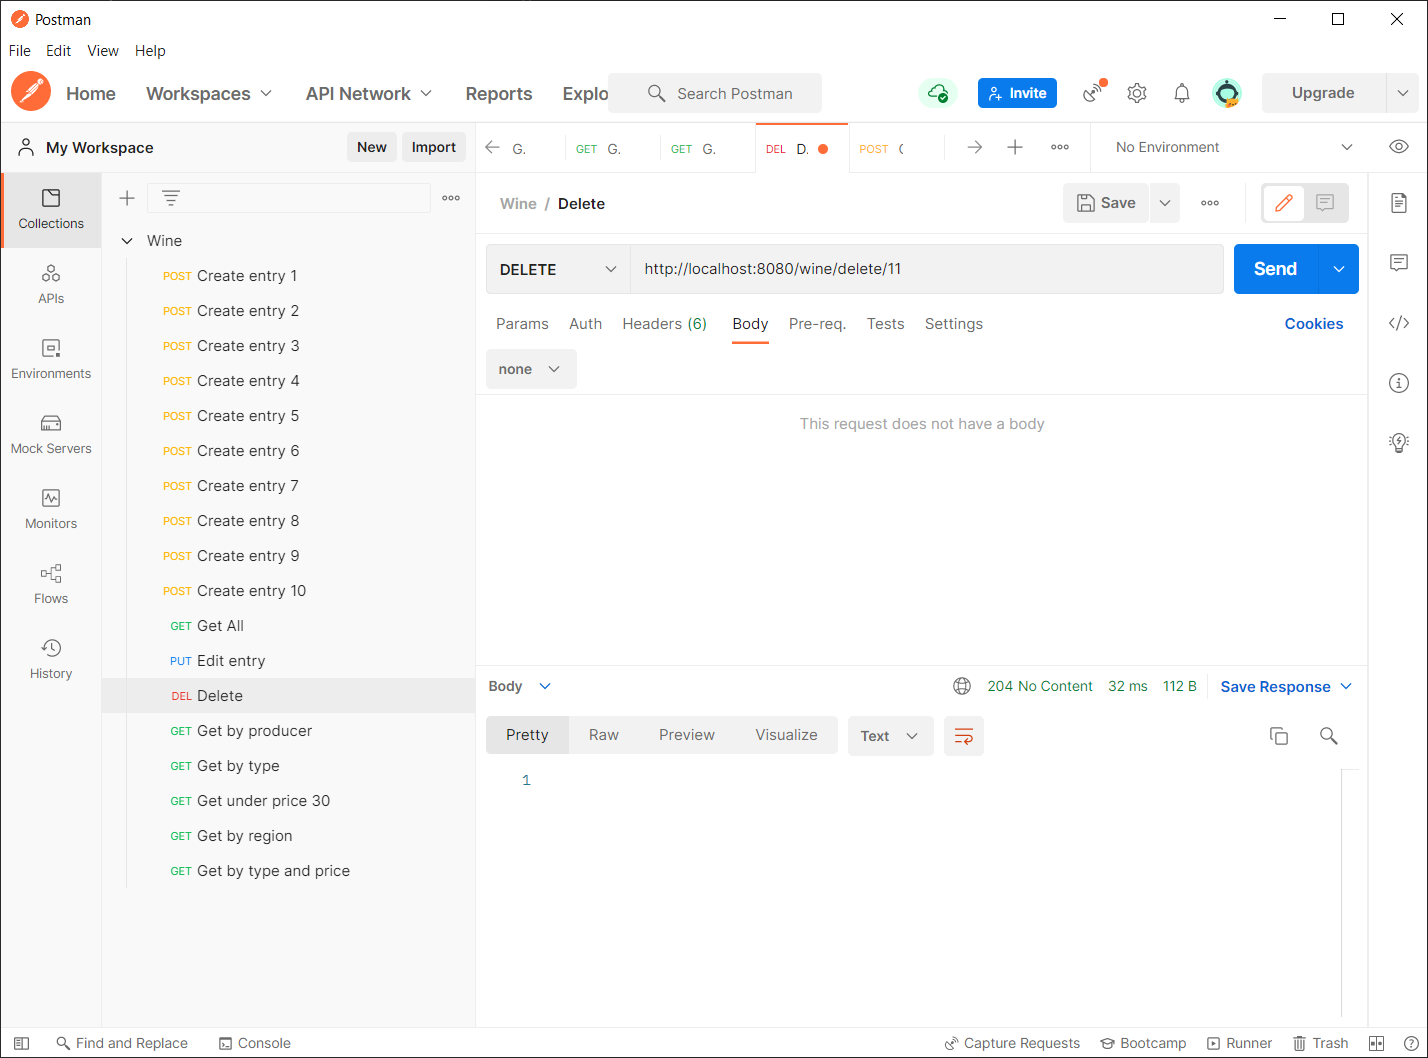 Postman
File Edit View Help
Home Workspaces API Network Reports Explo Search Postman Invite Upgrade
My Workspace New Import G. GET G. GET G. DEL D. POST No Environment
Collections
APIs
Environments
Mock Servers
Monitors
Flows
History
Wine
POST Create entry 1
POST Create entry 2
POST Create entry 3
POST Create entry 4
POST Create entry 5
POST Create entry 6
POST Create entry 7
POST Create entry 8
POST Create entry 9
POST Create entry 10
GET Get All
PUT Edit entry
DEL Delete
GET Get by producer
GET Get by type
GET Get under price 30
GET Get by region
GET Get by type and price
Wine / Delete Save
DELETE http://localhost:8080/wine/delete/11 Send
Params Auth Headers (6) Body Pre-req. Tests Settings Cookies
none
This request does not have a body
Body 204 No Content 32 ms 112 B Save Response
Pretty Raw Preview Visualize Text
1
Find and Replace Console Capture Requests Bootcamp Runner Trash